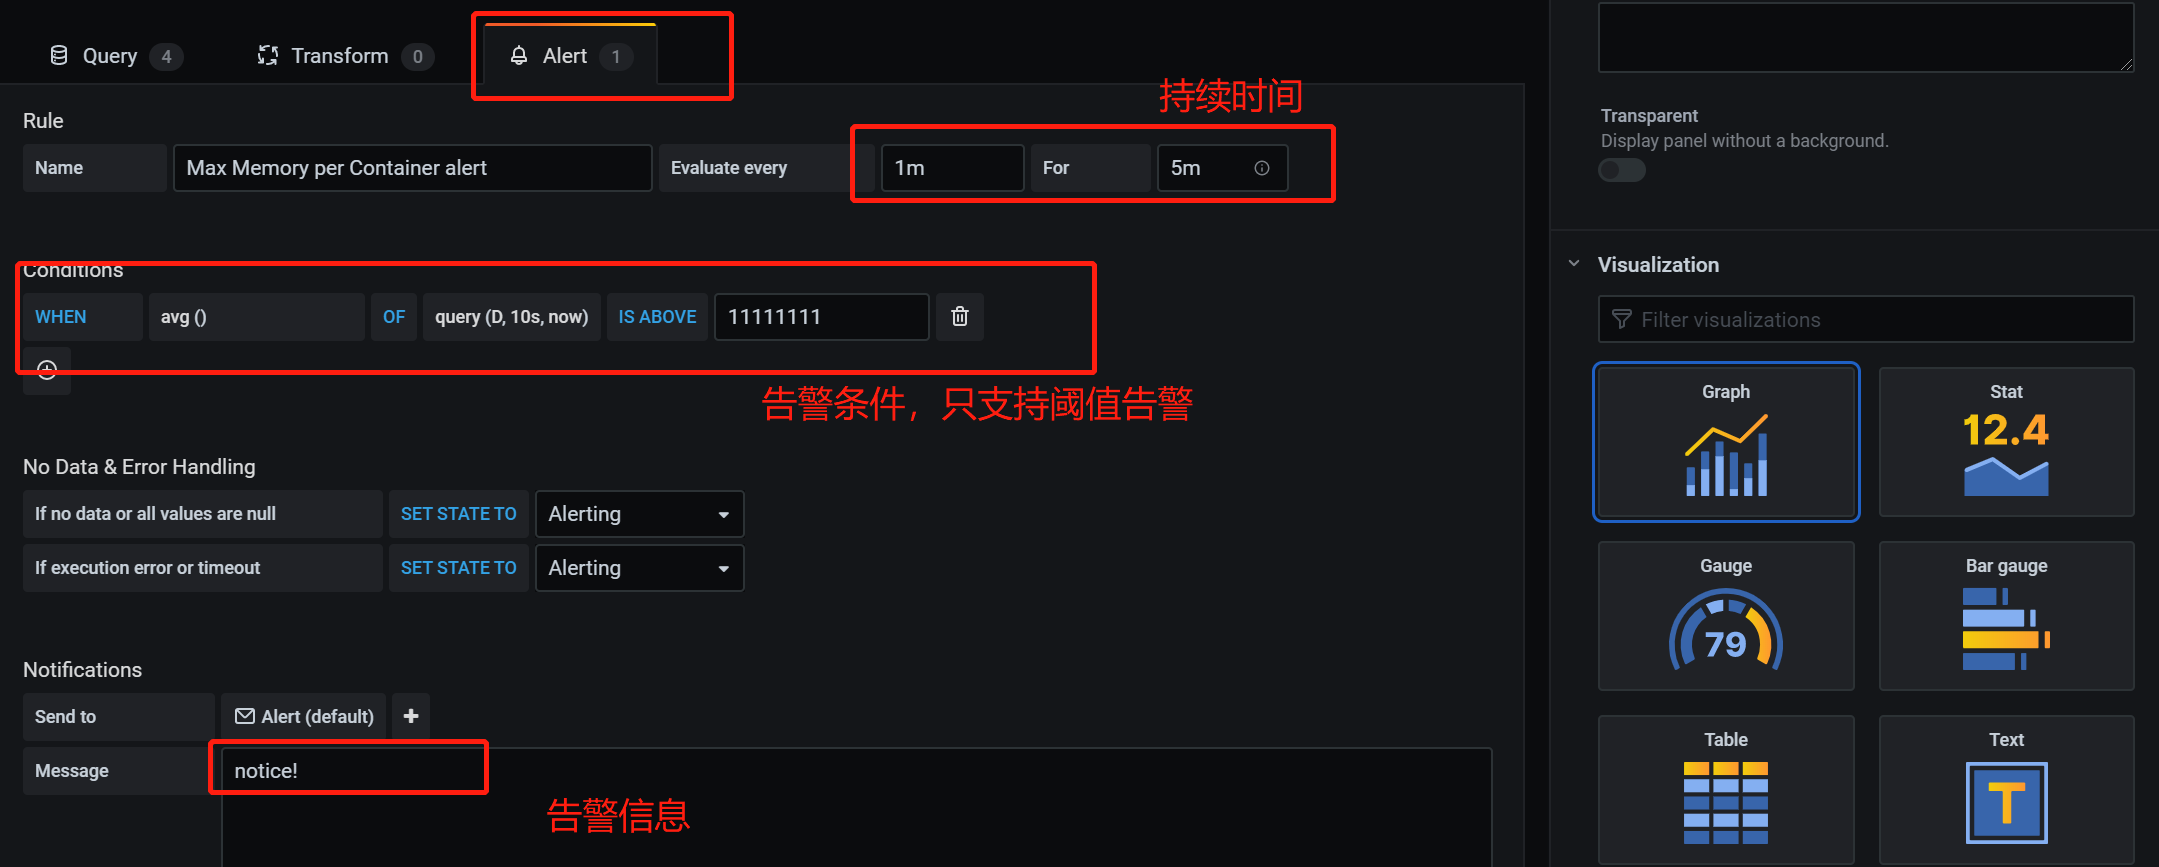 Query 4
Transform 0
Alert 1
持续时间
Rule
Name Max Memory per Container alert Evaluate every 1m For 5m
Conditions
WHEN avg () OF query (D, 10s, now) IS ABOVE 11111111
告警条件，只支持阈值告警
No Data & Error Handling
If no data or all values are null SET STATE TO Alerting
If execution error or timeout SET STATE TO Alerting
Notifications
Send to Alert (default)
Message notice!
告警信息
Transparent
Display panel without a background.
Visualization
Filter visualizations
Graph
Stat
12.4
Gauge
79
Bar gauge
Table
Text
T